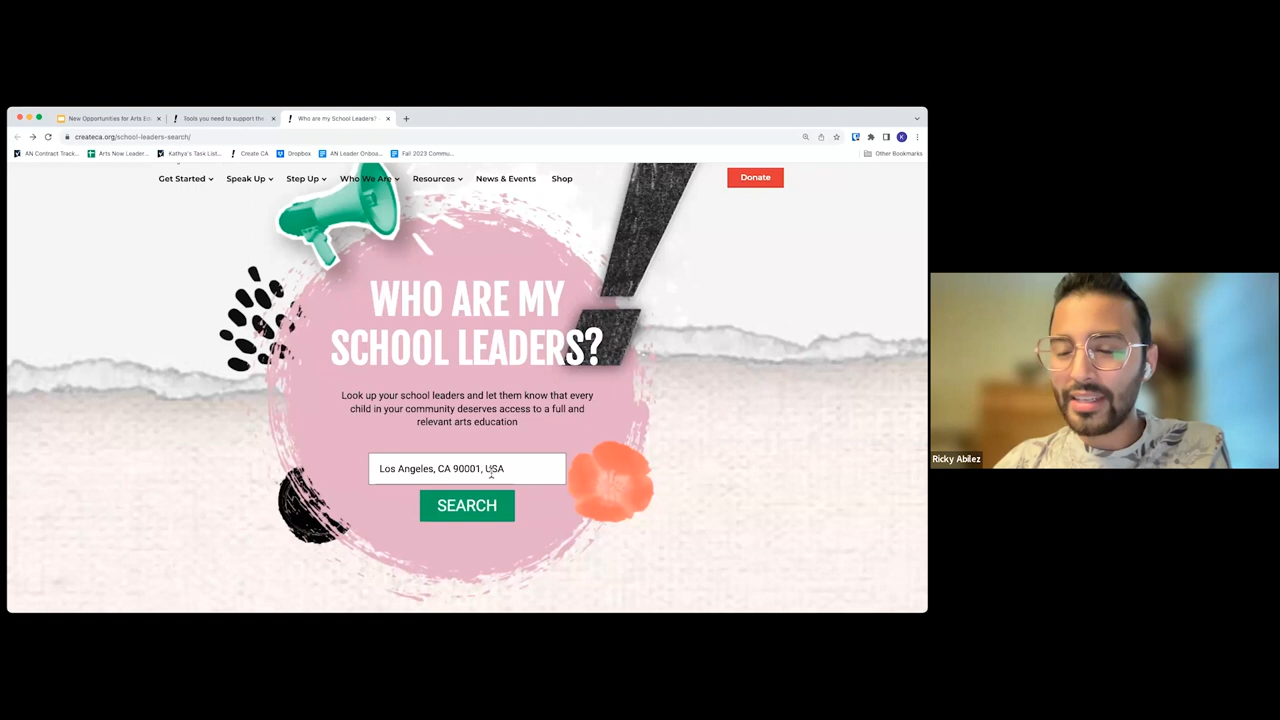 New Opportunities for Arts Ed
Tools you need to support the
Who are my School Leaders?
createca.org/school-leaders-search/
K
AN Contract Track...
Arts Now Leader...
Kathya's Task List...
Create CA
Dropbox
AN Leader Onboa...
Fall 2023 Commu...
Other Bookmarks
Get Started
Speak Up
Step Up
Who We Are
Resources
News & Events
Shop
Donate
WHO ARE MY
SCHOOL LEADERS?
Look up your school leaders and let them know that every
child in your community deserves access to a full and
relevant arts education
Los Angeles, CA 90001, USA
SEARCH
Ricky Abilez